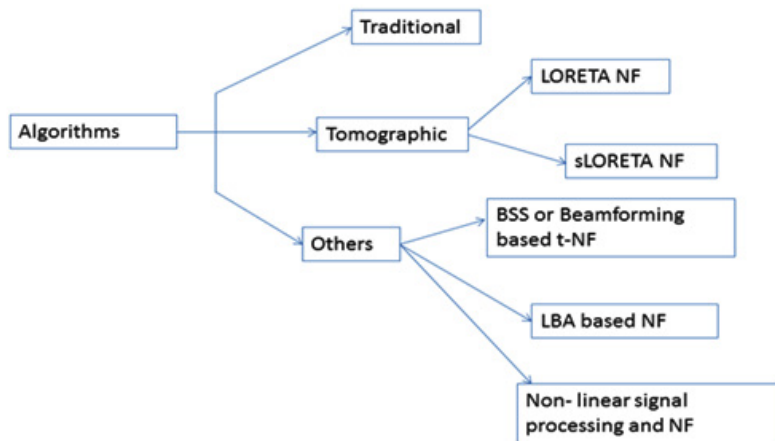 Traditional
LORETA NF
Algorithms
Tomographic
sLORETA NF
BSS or Beamforming
based t-NF
Others
LBA based NF
Non- linear signal
processing and NF